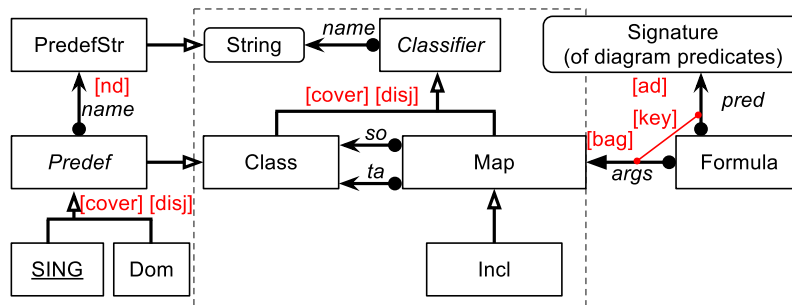 PredefStr
String
name
Classifier
Signature
(of diagram predicates)
[nd]
name
[cover] [disj]
[ad]
pred
[key]
[bag]
Predef
Class
so
ta
Map
args
Formula
[cover] [disj]
SING
Dom
Incl